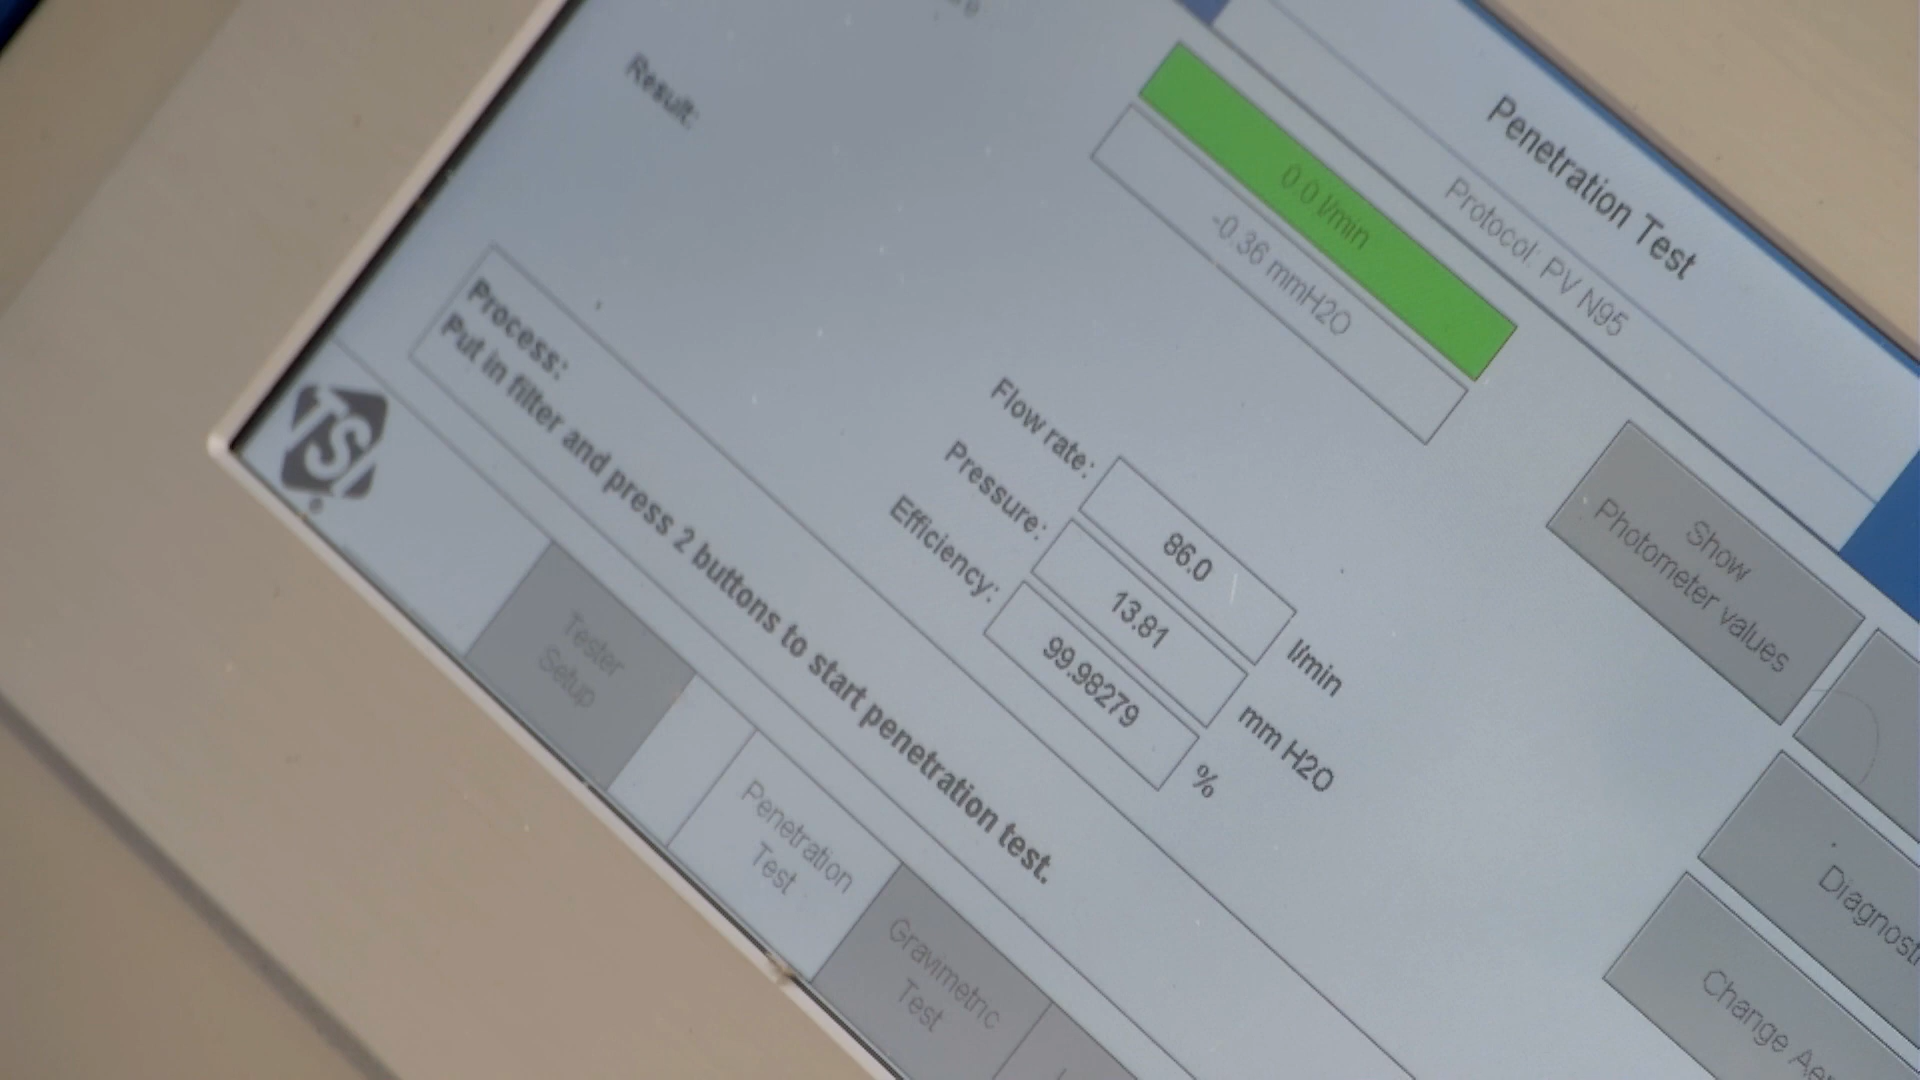 Penetration Test
Protocol: PV N95
0.0 l/min
-0.36 mmH2O
Result:
Flow rate: 86.0 l/min
Pressure: 13.81 mm H2O
Efficiency: 99.98279 %
Show
Photometer values
Process:
Put in filter and press 2 buttons to start penetration test.
TSI
Tester
Setup
Penetration
Test
Gravimetric
Test
Diagnost
Change Aer